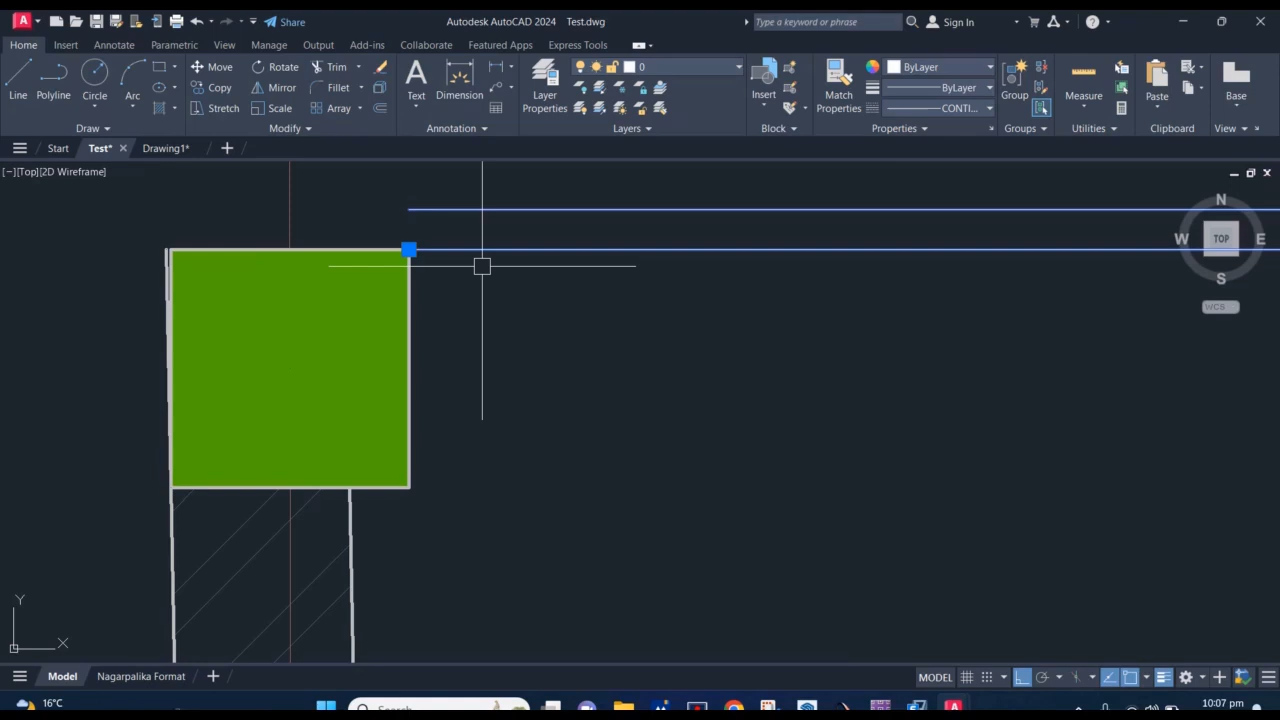 Share
Autodesk AutoCAD 2024 Test.dwg
Type a keyword or phrase
Sign In
Home Insert Annotate Parametric View Manage Output Add-ins Collaborate Featured Apps Express Tools
Line Polyline Circle Arc
Move Rotate Trim
Copy Mirror Fillet
Stretch Scale Array
Text Dimension
Layer Properties
0
Insert
Match Properties
ByLayer
ByLayer
CONTI...
Group
Measure
Paste
Base
Draw Modify Annotation Layers Block Properties Groups Utilities Clipboard View
Start Test* Drawing1*
[−][Top][2D Wireframe]
N
W TOP E
S
WCS
Y
X
Model Nagarpalika Format
MODEL
16°C
Search
10:07 pm